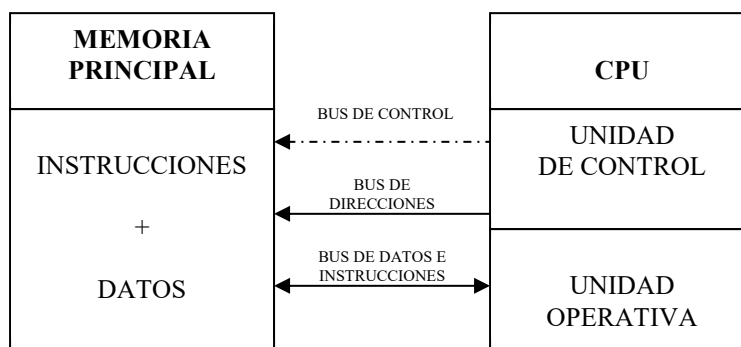 MEMORIA
PRINCIPAL
CPU
BUS DE CONTROL
INSTRUCCIONES
+
DATOS
BUS DE
DIRECCIONES
BUS DE DATOS E
INSTRUCCIONES
UNIDAD
DE CONTROL
UNIDAD
OPERATIVA